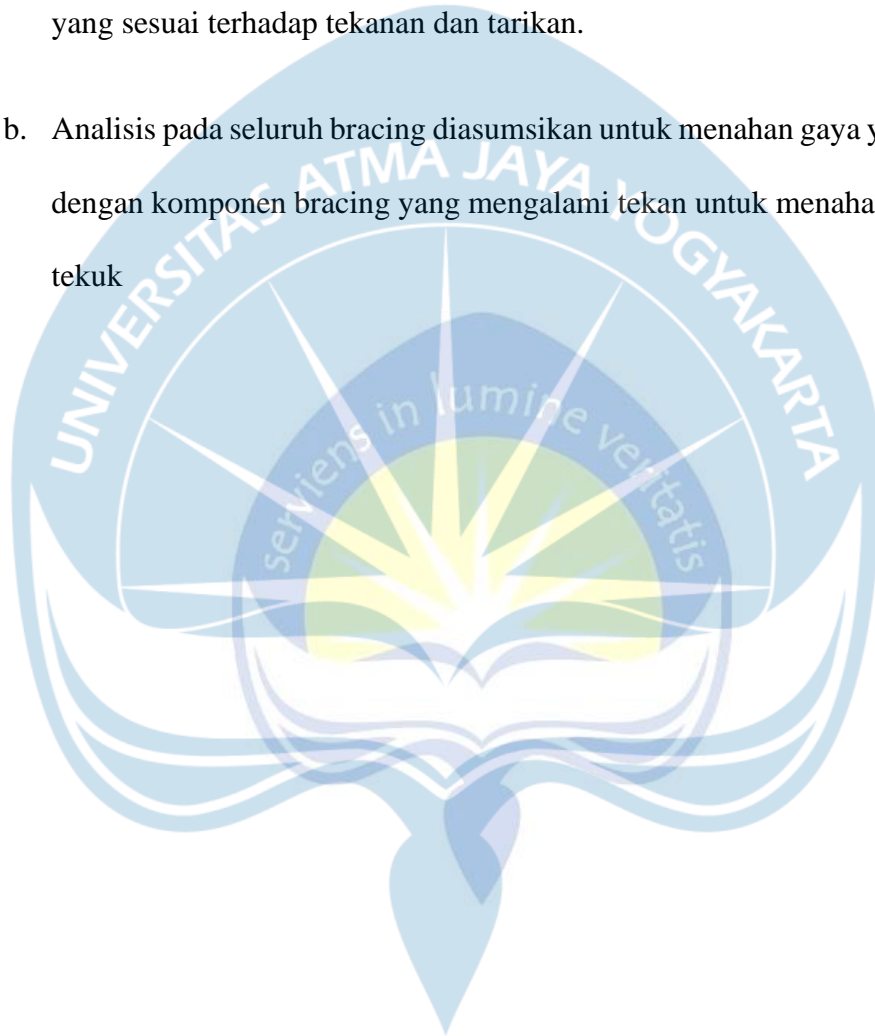 yang sesuai terhadap tekanan dan tarikan.
b. Analisis pada seluruh bracing diasumsikan untuk menahan gaya y
dengan komponen bracing yang mengalami tekan untuk menaha
tekuk
UNIVERSITAS ATMA JAYA YOGYAKARTA
serviens in lumine veritatis